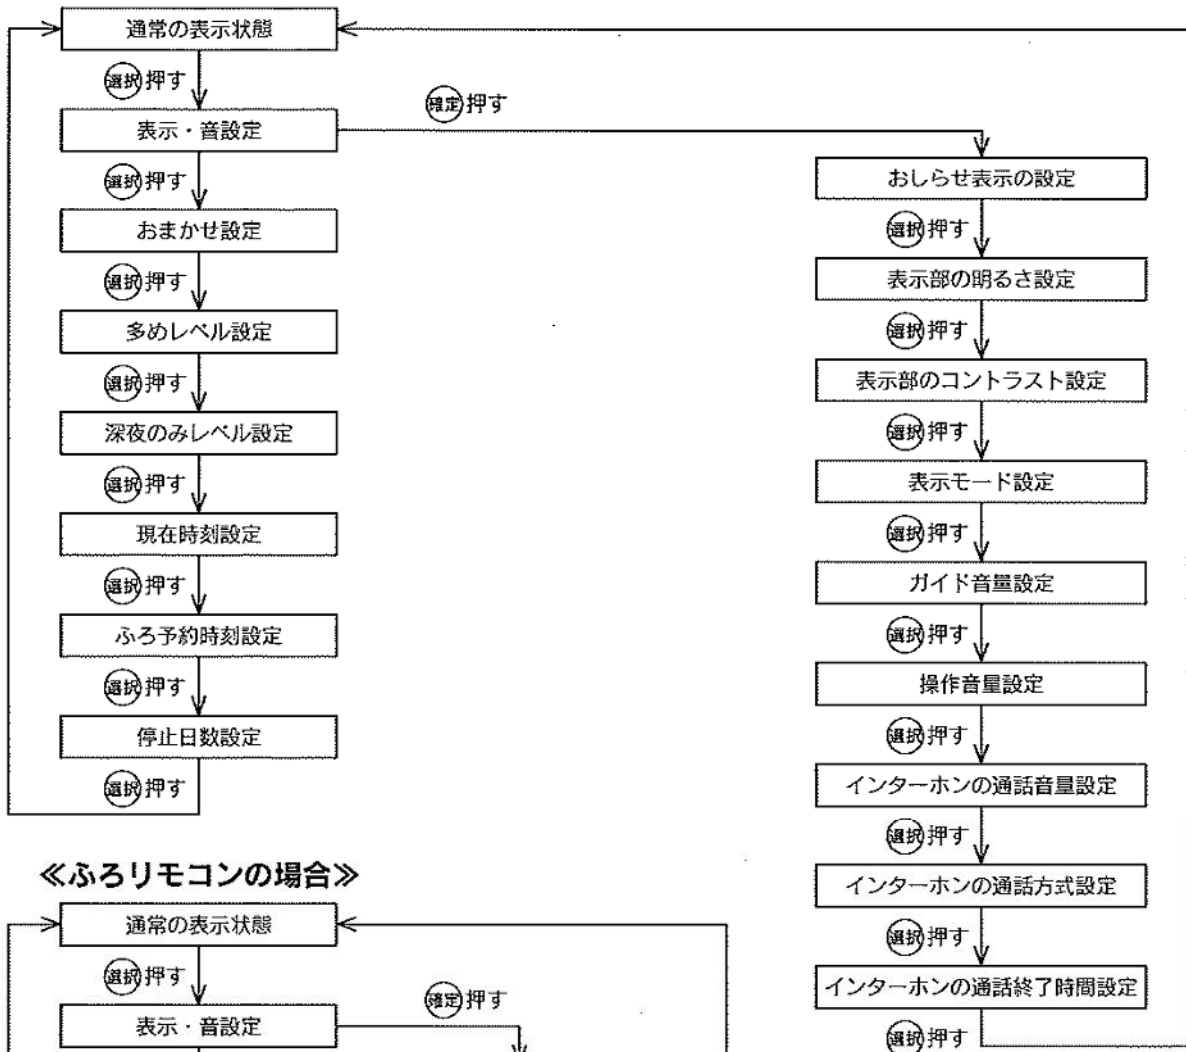 通常の表示状態
選択押す
表示・音設定
確定押す
選択押す
おまかせ設定
選択押す
多めレベル設定
選択押す
深夜のみレベル設定
選択押す
現在時刻設定
選択押す
ふろ予約時刻設定
選択押す
停止日数設定
選択押す
おしらせ表示の設定
選択押す
表示部の明るさ設定
選択押す
表示部のコントラスト設定
選択押す
表示モード設定
選択押す
ガイド音量設定
選択押す
操作音量設定
選択押す
インターホンの通話音量設定
選択押す
インターホンの通話方式設定
選択押す
インターホンの通話終了時間設定
選択押す
≪ふろリモコンの場合≫
通常の表示状態
選択押す
表示・音設定
確定押す